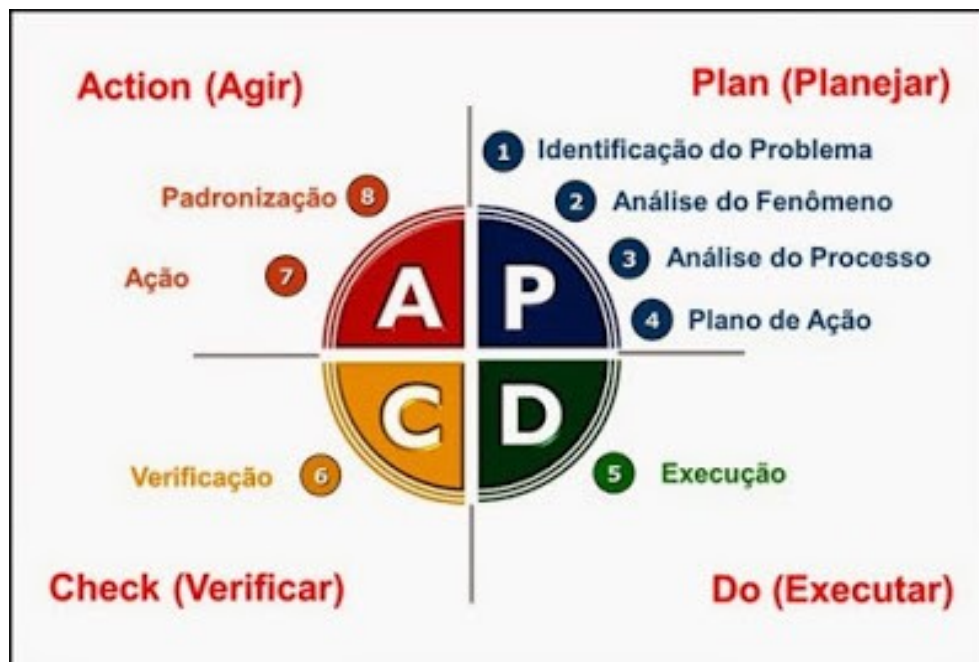 Action (Agir)
Plan (Planejar)
1 Identificação do Problema
2 Análise do Fenômeno
3 Análise do Processo
4 Plano de Ação
Padronização 8
Ação 7
A P
C D
Verificação 6
5 Execução
Check (Verificar)
Do (Executar)